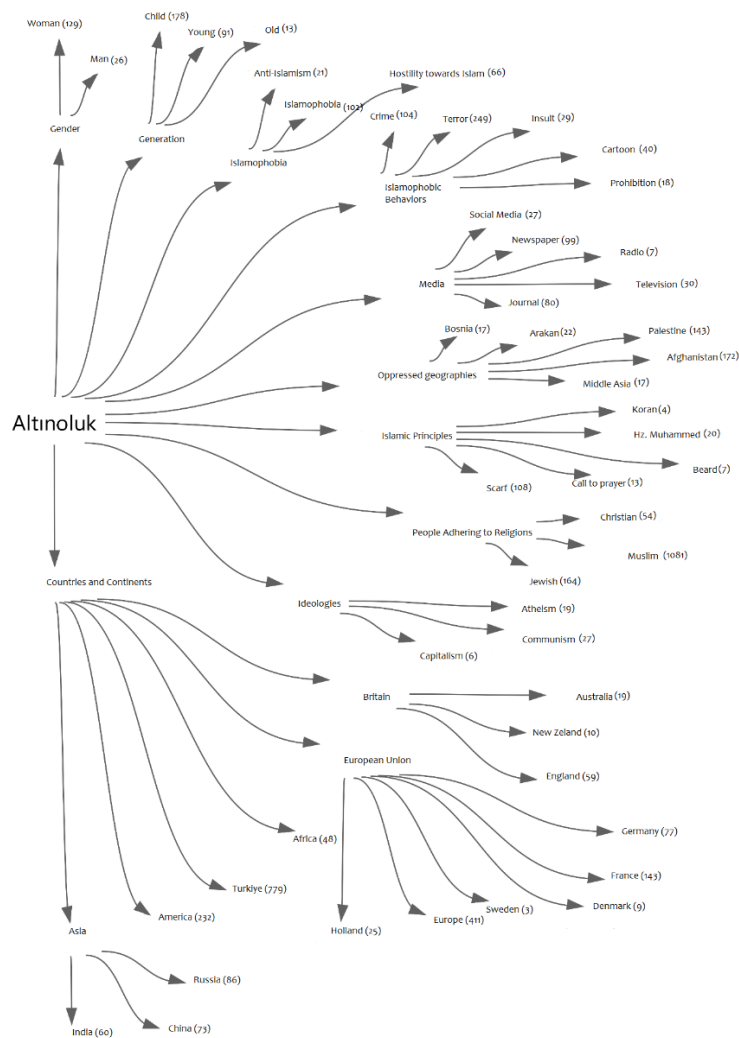 Woman (129)
Man (26)
Gender
Child (178)
Young (91)
Old (13)
Generation
Anti-Islamism (21)
Islamophobia (102)
Hostility towards Islam (66)
Islamophobia
Crime (104)
Terror (249)
Insult (29)
Cartoon (40)
Prohibition (18)
Islamophobic
Behaviors
Social Media (27)
Newspaper (99)
Radio (7)
Television (30)
Journal (80)
Media
Bosnia (17)
Arakan (22)
Palestine (143)
Afghanistan (172)
Middle Asia (17)
Oppressed geographies
Koran (4)
Hz. Muhammed (20)
Beard (7)
Call to prayer (13)
Scarf (108)
Islamic Principles
Altınoluk
Christian (54)
Muslim (1081)
Jewish (164)
People Adhering to Religions
Countries and Continents
Ideologies
Atheism (19)
Communism (27)
Capitalism (6)
Britain
Australia (19)
New Zeland (10)
England (59)
European Union
Germany (77)
France (143)
Denmark (9)
Sweden (3)
Europe (411)
Holland (25)
Africa (48)
Turkiye (779)
America (232)
Asia
Russia (86)
China (73)
India (60)